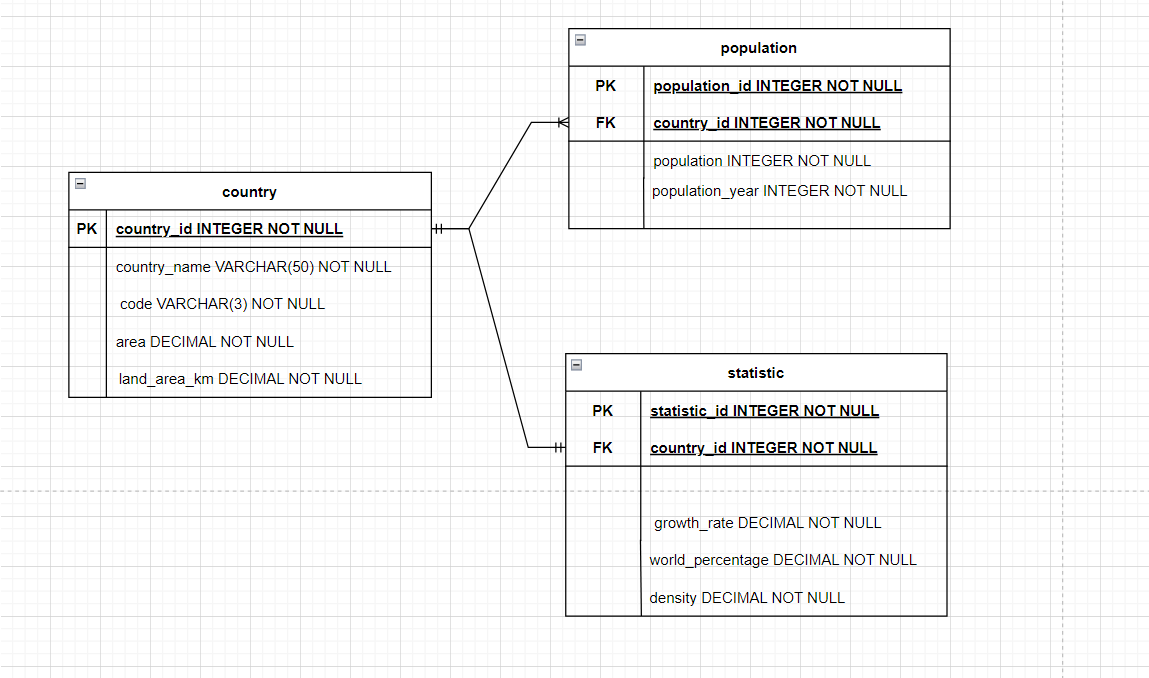 population
PK population_id INTEGER NOT NULL
FK country_id INTEGER NOT NULL
population INTEGER NOT NULL
population_year INTEGER NOT NULL
country
PK country_id INTEGER NOT NULL
country_name VARCHAR(50) NOT NULL
code VARCHAR(3) NOT NULL
area DECIMAL NOT NULL
land_area_km DECIMAL NOT NULL
statistic
PK statistic_id INTEGER NOT NULL
FK country_id INTEGER NOT NULL
growth_rate DECIMAL NOT NULL
world_percentage DECIMAL NOT NULL
density DECIMAL NOT NULL